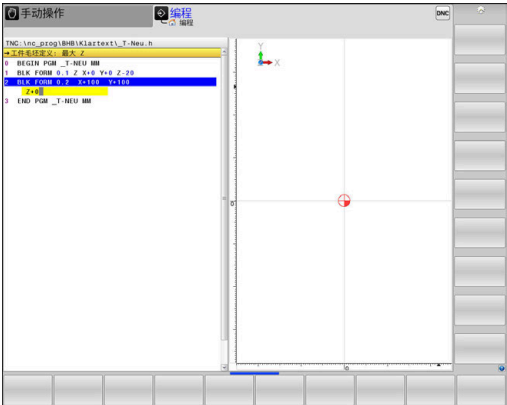 手动操作
编程
编程
DNC
TNC:\nc_prog\BHB\Klartext\_T-Neu.h
→工件毛坯定义: 最大 Z
0 BEGIN PGM _T-NEU MM
1 BLK FORM 0.1 Z X+0 Y+0 Z-20
2 BLK FORM 0.2 X+100 Y+100
Z+0
3 END PGM _T-NEU MM
Y
X
0
0